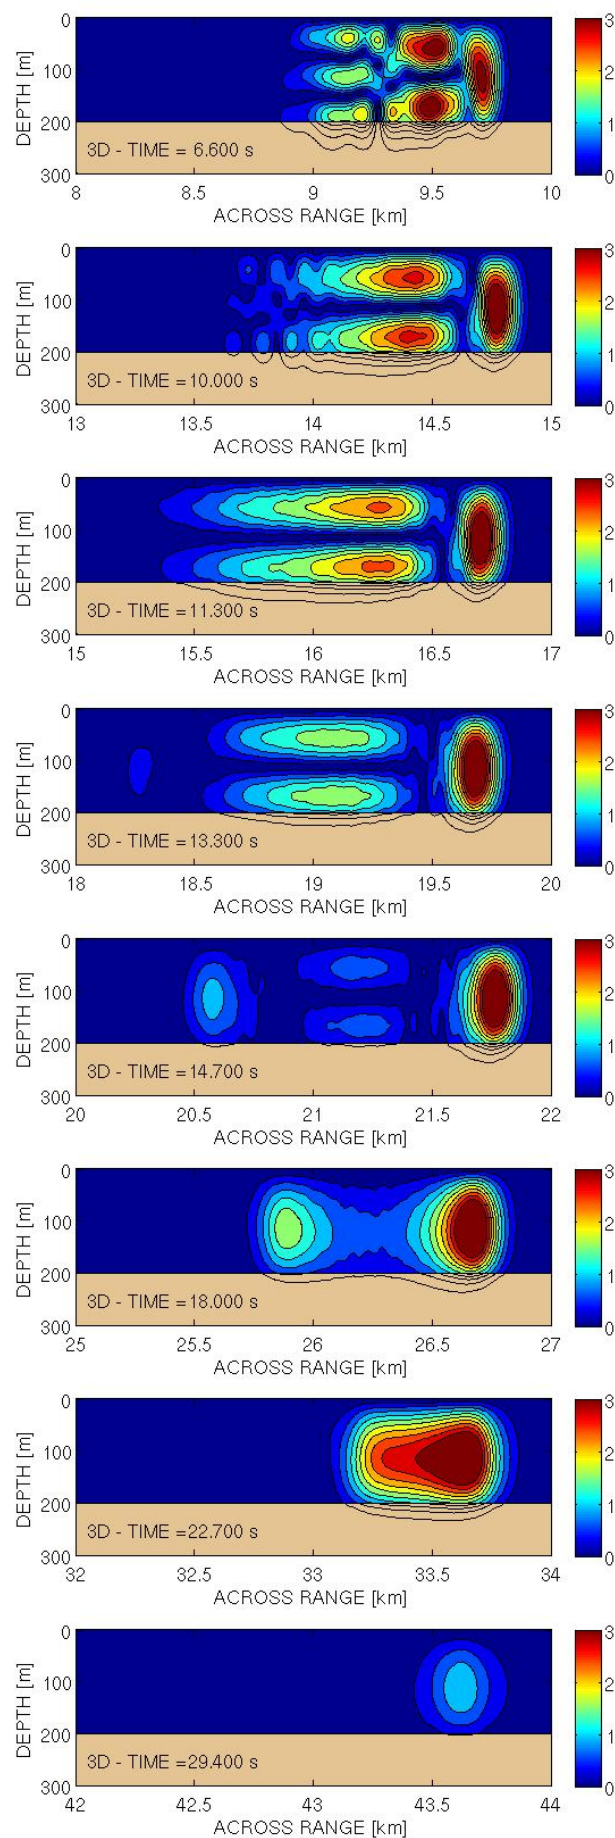 0 3
DEPTH [m] 100 2
200 1
3D - TIME = 6.600 s
300 0
8 8.5 9 9.5 10
ACROSS RANGE [km]
0 3
DEPTH [m] 100 2
200 1
3D - TIME =10.000 s
300 0
13 13.5 14 14.5 15
ACROSS RANGE [km]
0 3
DEPTH [m] 100 2
200 1
3D - TIME =11.300 s
300 0
15 15.5 16 16.5 17
ACROSS RANGE [km]
0 3
DEPTH [m] 100 2
200 1
3D - TIME =13.300 s
300 0
18 18.5 19 19.5 20
ACROSS RANGE [km]
0 3
DEPTH [m] 100 2
200 1
3D - TIME =14.700 s
300 0
20 20.5 21 21.5 22
ACROSS RANGE [km]
0 3
DEPTH [m] 100 2
200 1
3D - TIME =18.000 s
300 0
25 25.5 26 26.5 27
ACROSS RANGE [km]
0 3
DEPTH [m] 100 2
200 1
3D - TIME =22.700 s
300 0
32 32.5 33 33.5 34
ACROSS RANGE [km]
0 3
DEPTH [m] 100 2
200 1
3D - TIME =29.400 s
300 0
42 42.5 43 43.5 44
ACROSS RANGE [km]